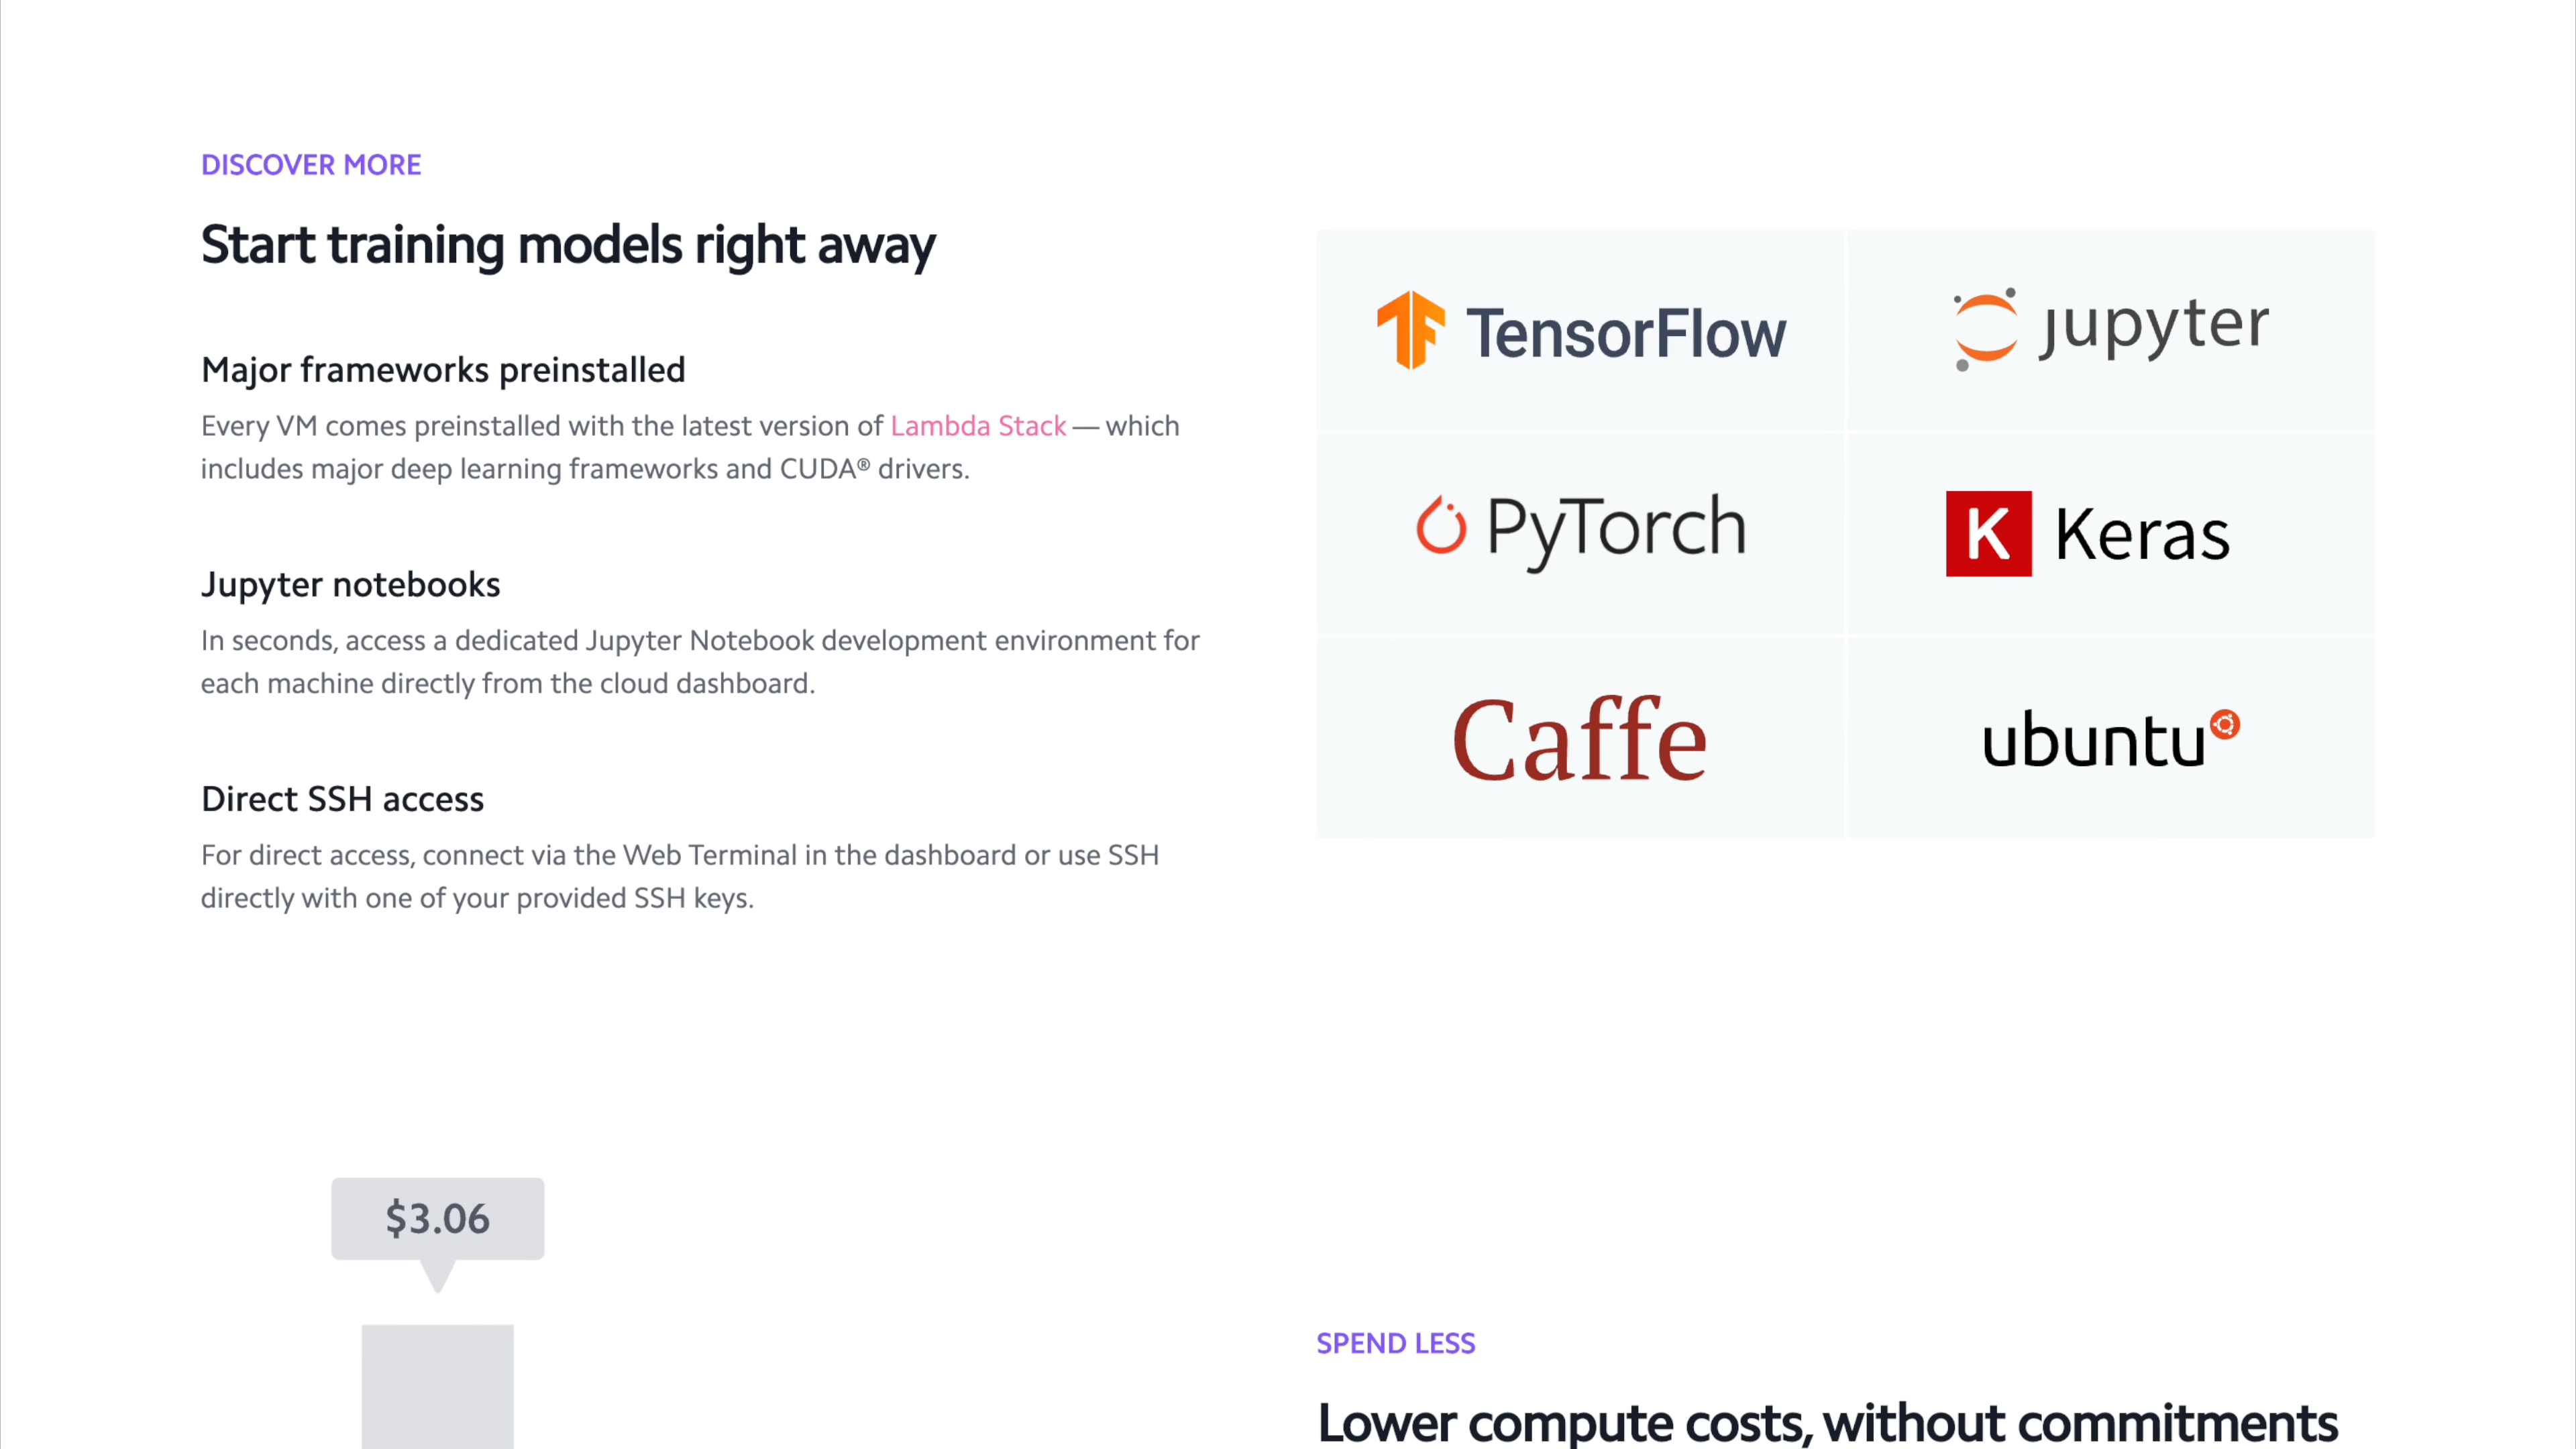 DISCOVER MORE
Start training models right away
Major frameworks preinstalled
Every VM comes preinstalled with the latest version of Lambda Stack — which
includes major deep learning frameworks and CUDA® drivers.
Jupyter notebooks
In seconds, access a dedicated Jupyter Notebook development environment for
each machine directly from the cloud dashboard.
Direct SSH access
For direct access, connect via the Web Terminal in the dashboard or use SSH
directly with one of your provided SSH keys.
TensorFlow
jupyter
PyTorch
K Keras
Caffe
ubuntu
$3.06
SPEND LESS
Lower compute costs, without commitments